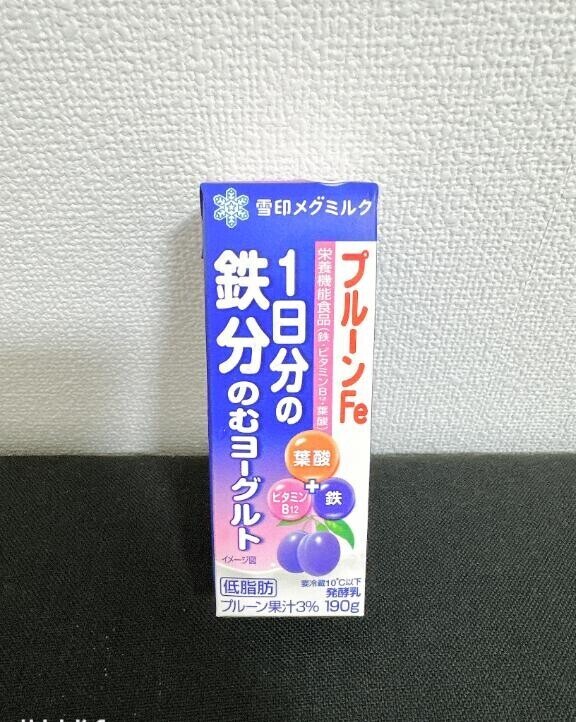 雪印メグミルク
プルーンFe
栄養機能食品(鉄・ビタミンB12・葉酸)
1日分の
鉄分のむヨーグルト
葉酸
+
ビタミン
B12
鉄
イメージ図
低脂肪
要冷蔵10℃以下
発酵乳
プルーン果汁3% 190g